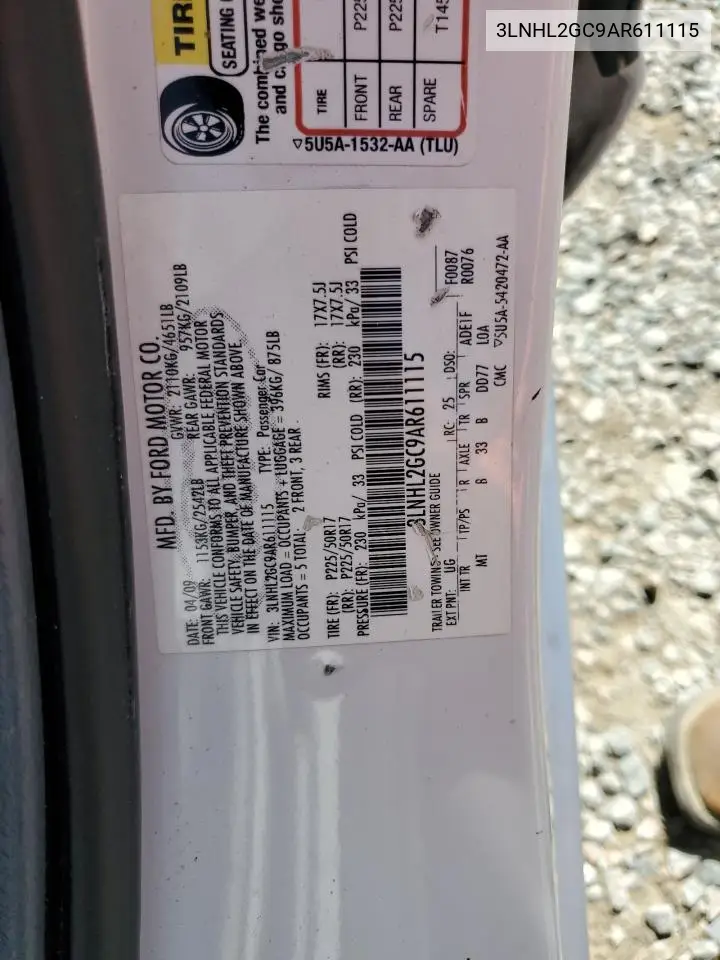 3LNHL2GC9AR611115
TIRE
SEATING
The combined we
and cargo sho
TIRE
FRONT P225
REAR P225
SPARE T145
▽5U5A-1532-AA (TLU)
MFD. BY FORD MOTOR CO.
DATE: 04/09 GVWR: 2110KG/4651LB
FRONT GAWR: 1153KG/2542LB REAR GAWR: 957KG/2109LB
THIS VEHICLE CONFORMS TO ALL APPLICABLE FEDERAL MOTOR
VEHICLE SAFETY, BUMPER, AND THEFT PREVENTION STANDARDS
IN EFFECT ON THE DATE OF MANUFACTURE SHOWN ABOVE.
VIN: 3LNHL2GC9AR611115 TYPE: Passenger Car
MAXIMUM LOAD = OCCUPANTS + LUGGAGE = 396KG/ 875LB
OCCUPANTS = 5 TOTAL, 2 FRONT, 3 REAR
TIRE (FR): P225/50R17 RIMS (FR): 17X7.5J
(RR): P225/50R17 (RR): 17X7.5J
PRESSURE (FR): 230 kPa/ 33 PSI COLD (RR): 230 kPa/ 33 PSI COLD
3LNHL2GC9AR611115
TRAILER TOWING - SEE OWNER GUIDE
EXT PNT: UG RC: 25 DSO: F0087
R0076
INT TR TP/PS R AXLE TR SPR ADE1F
MT B 33 B DD77 LOA
CMC ▽5U5A-5420472-AA